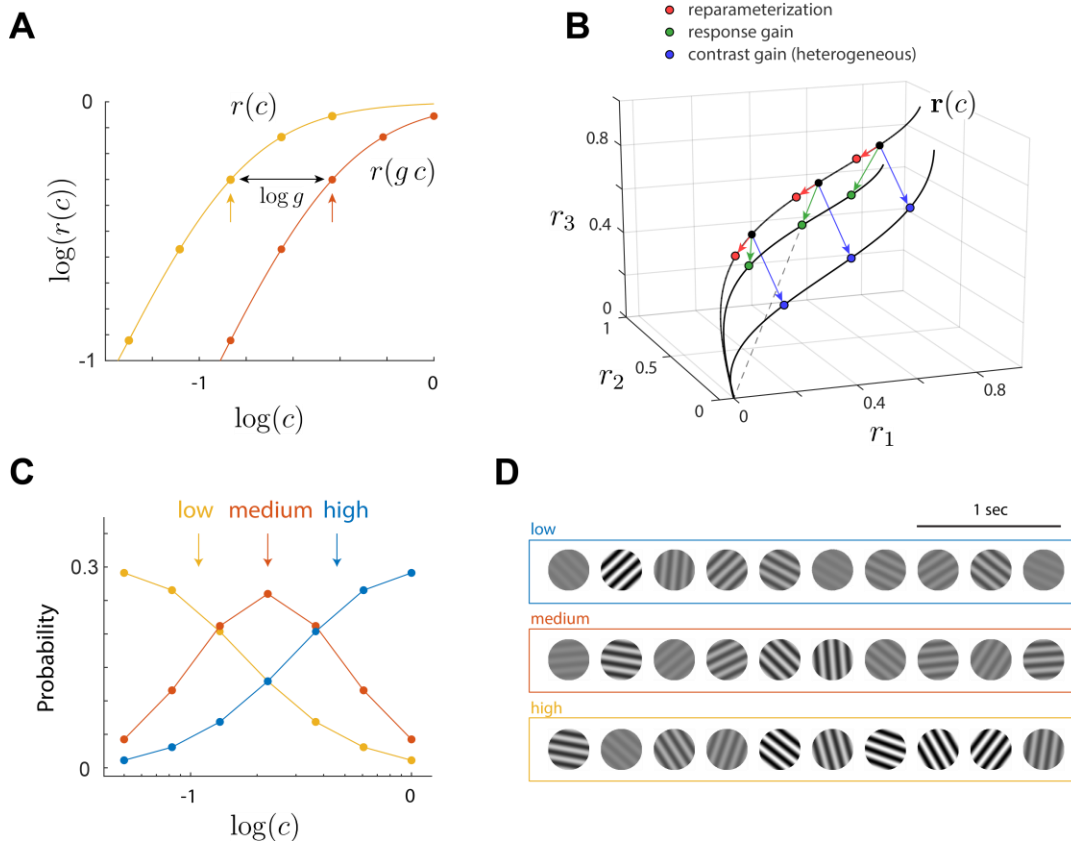 A
0
r(c)
r(g c)
log g
log(r(c))
-1
-1
0
log(c)
B
reparameterization
response gain
contrast gain (heterogeneous)
r(c)
0.8
r₃
0.4
0
1
r₂
0.5
0
0
0.4
0.8
r₁
C
low medium high
0.3
Probability
0
-1
0
log(c)
D
1 sec
low
medium
high